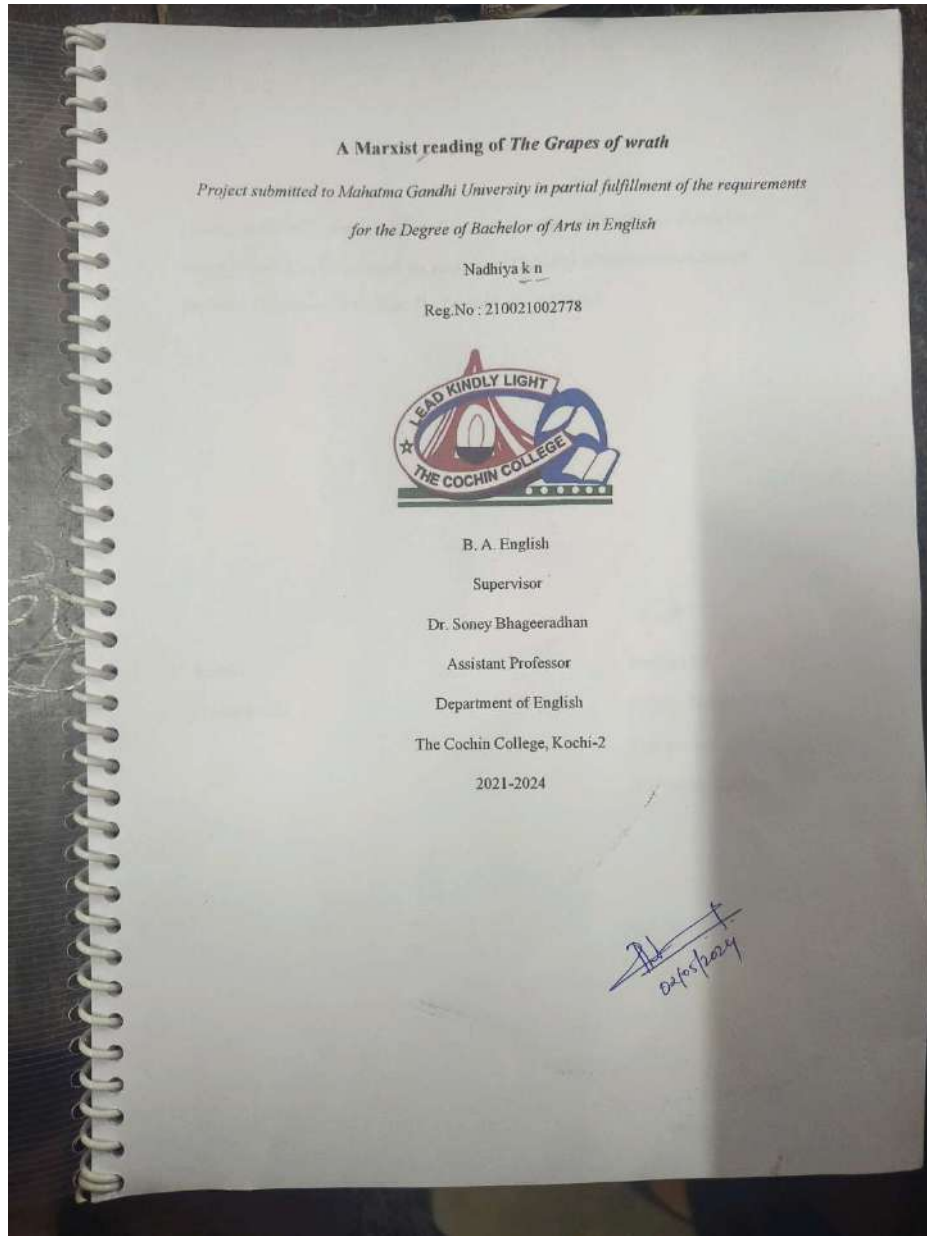 A Marxist reading of The Grapes of wrath
Project submitted to Mahatma Gandhi University in partial fulfillment of the requirements
for the Degree of Bachelor of Arts in English
Nadhiya k n
Reg.No : 210021002778
LEAD KINDLY LIGHT
THE COCHIN COLLEGE
B. A. English
Supervisor
Dr. Soney Bhageeradhan
Assistant Professor
Department of English
The Cochin College, Kochi-2
2021-2024
02/05/2024